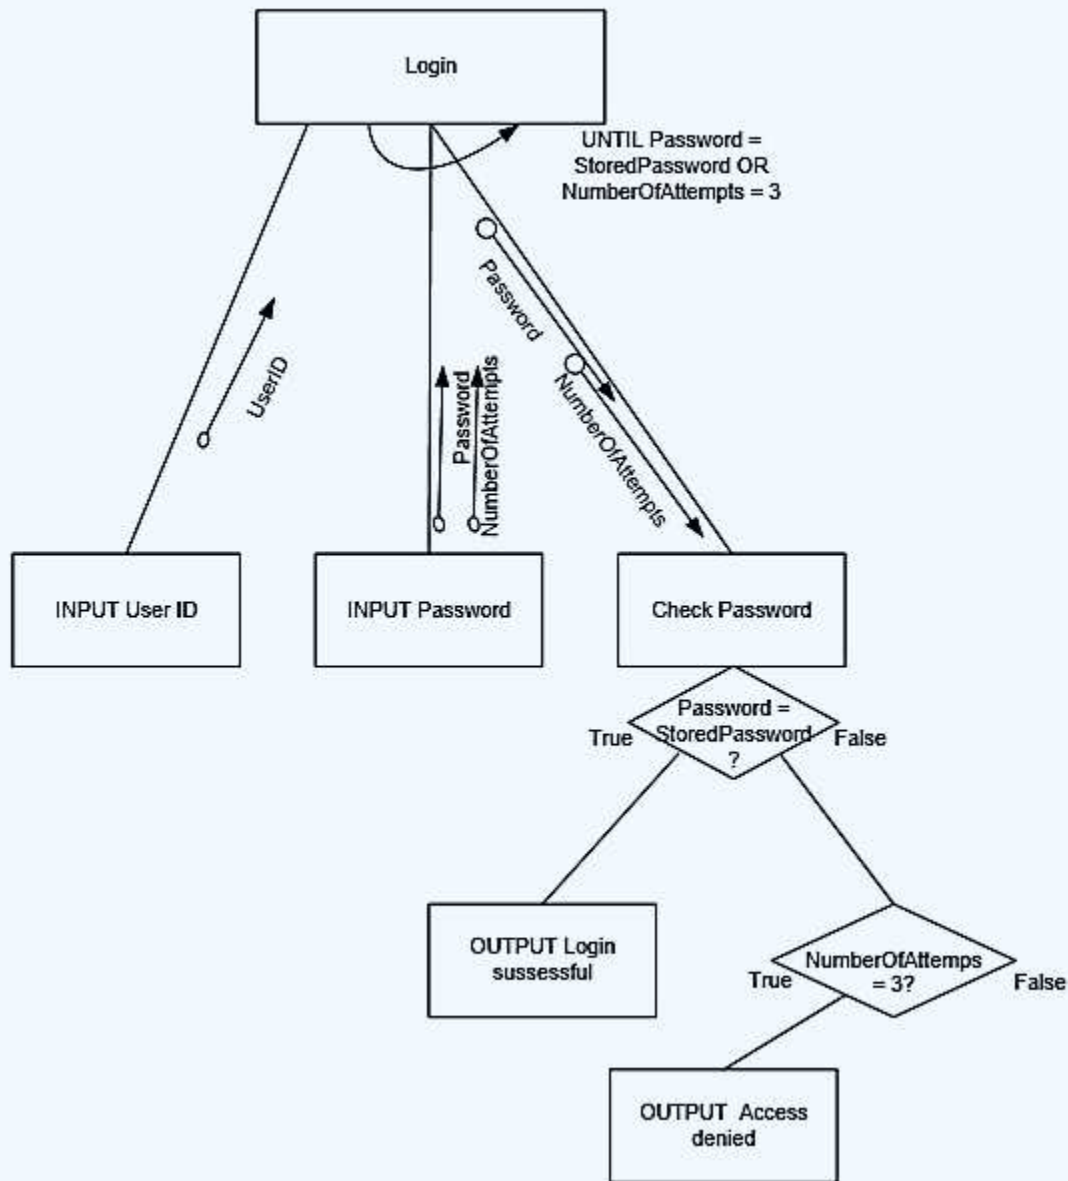 Login
UNTIL Password =
StoredPassword OR
NumberOfAttempts = 3
Password
NumberOfAttempts
UserID
Password
NumberOfAttempts
INPUT User ID
INPUT Password
Check Password
Password =
StoredPassword
?
True
False
OUTPUT Login
sussessful
NumberOfAttemps
= 3?
True
False
OUTPUT Access
denied